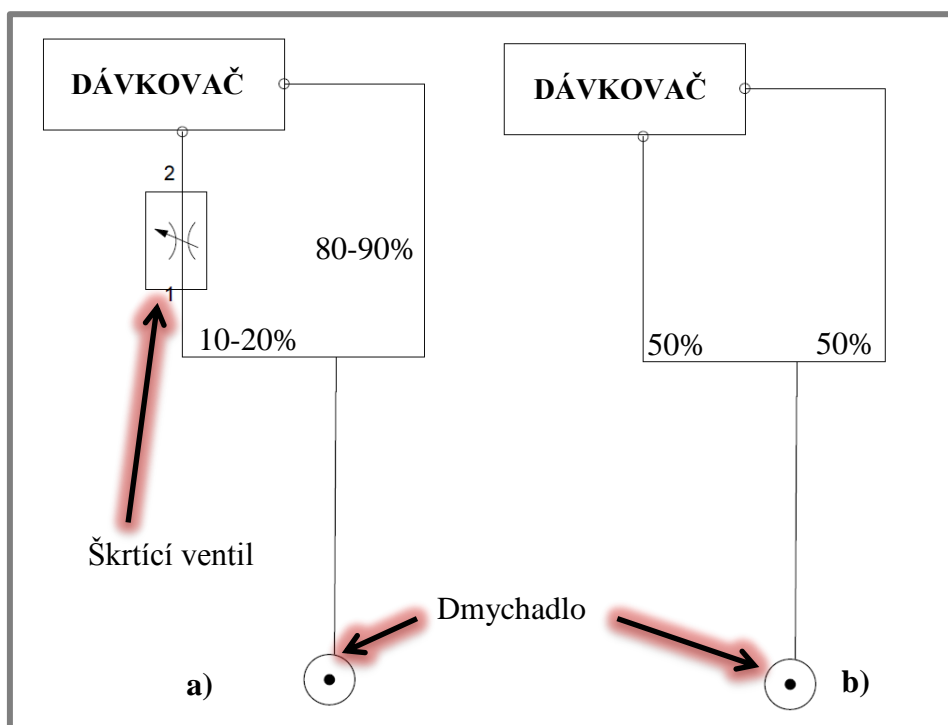 DÁVKOVAČ
2
80-90%
1
10-20%
Škrtící ventil
a)
DÁVKOVAČ
50%
50%
Dmychadlo
b)